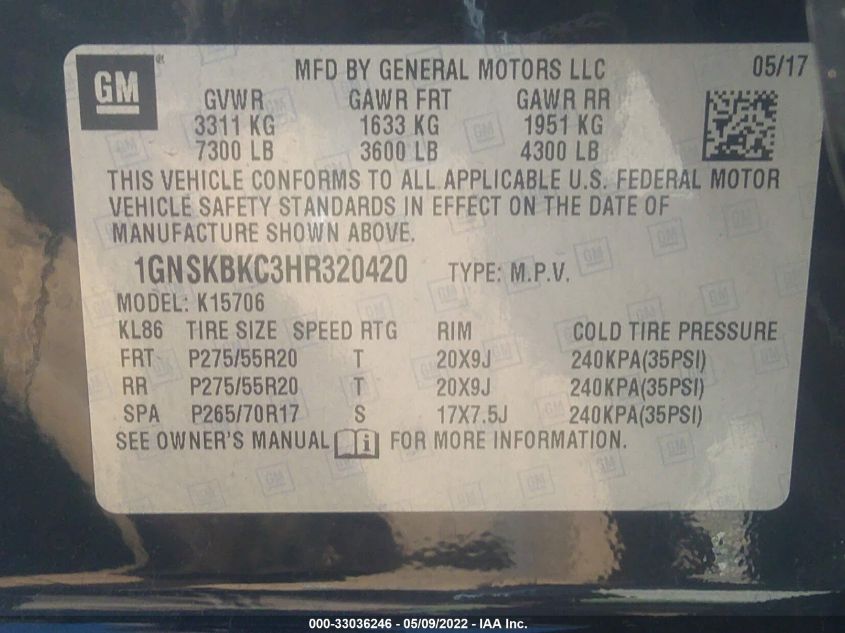 GM ® MFD BY GENERAL MOTORS LLC 05/17
GVWR GAWR FRT GAWR RR
3311 KG 1633 KG 1951 KG
7300 LB 3600 LB 4300 LB
THIS VEHICLE CONFORMS TO ALL APPLICABLE U.S. FEDERAL MOTOR
VEHICLE SAFETY STANDARDS IN EFFECT ON THE DATE OF
MANUFACTURE SHOWN ABOVE.
1GNSKBKC3HR320420 TYPE: M.P.V.
MODEL: K15706
KL86 TIRE SIZE SPEED RTG RIM COLD TIRE PRESSURE
FRT P275/55R20 T 20X9J 240KPA(35PSI)
RR P275/55R20 T 20X9J 240KPA(35PSI)
SPA P265/70R17 S 17X7.5J 240KPA(35PSI)
SEE OWNER'S MANUAL i FOR MORE INFORMATION.
000-33036246 - 05/09/2022 - IAA Inc.